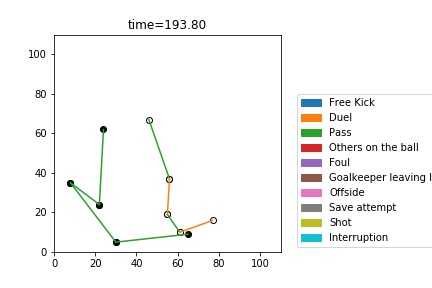 time=193.80
100
80
60
40
20
0
0 20 40 60 80 100
Free Kick
Duel
Pass
Others on the ball
Foul
Goalkeeper leaving l
Offside
Save attempt
Shot
Interruption